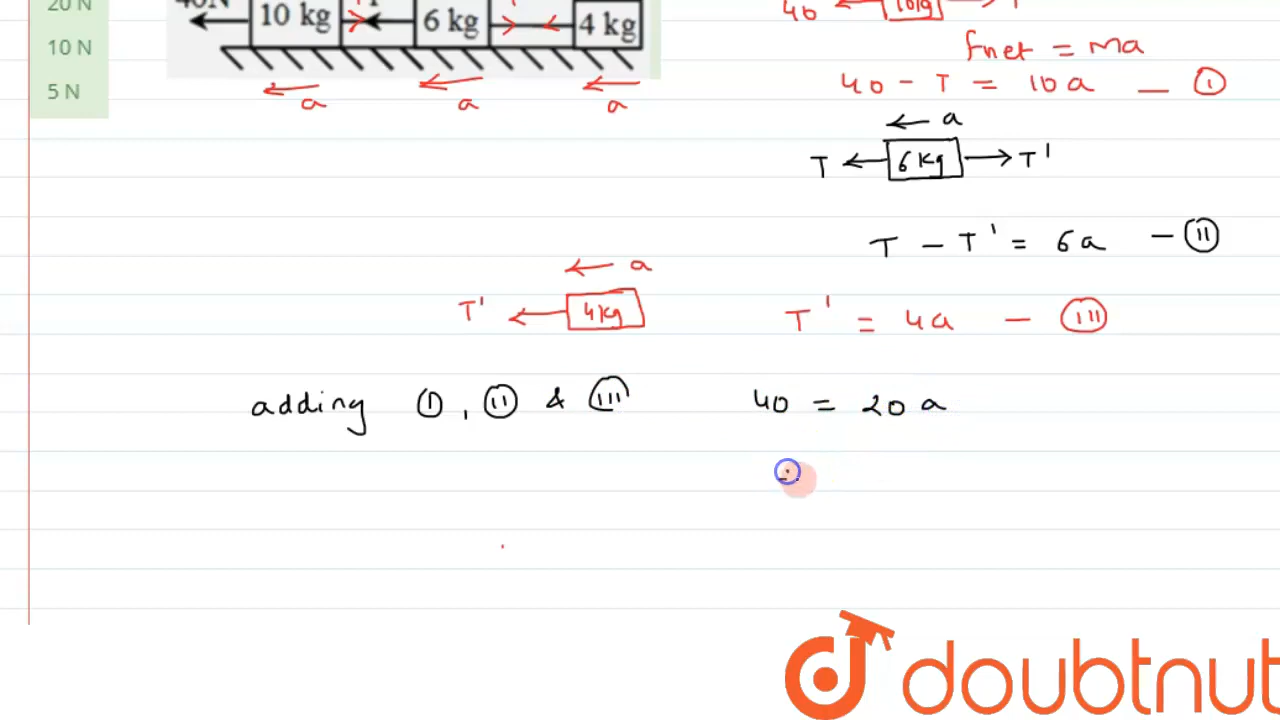 20 N
10 N
5 N
40N 10 kg T 6 kg 4 kg
a a a
40 10kg T
fnet = ma
40 - T = 10a — I
a
T 6kg T'
T - T' = 6a — II
a
T' 4kg
T' = 4a — III
adding I, II & III 40 = 20a
doubtnut